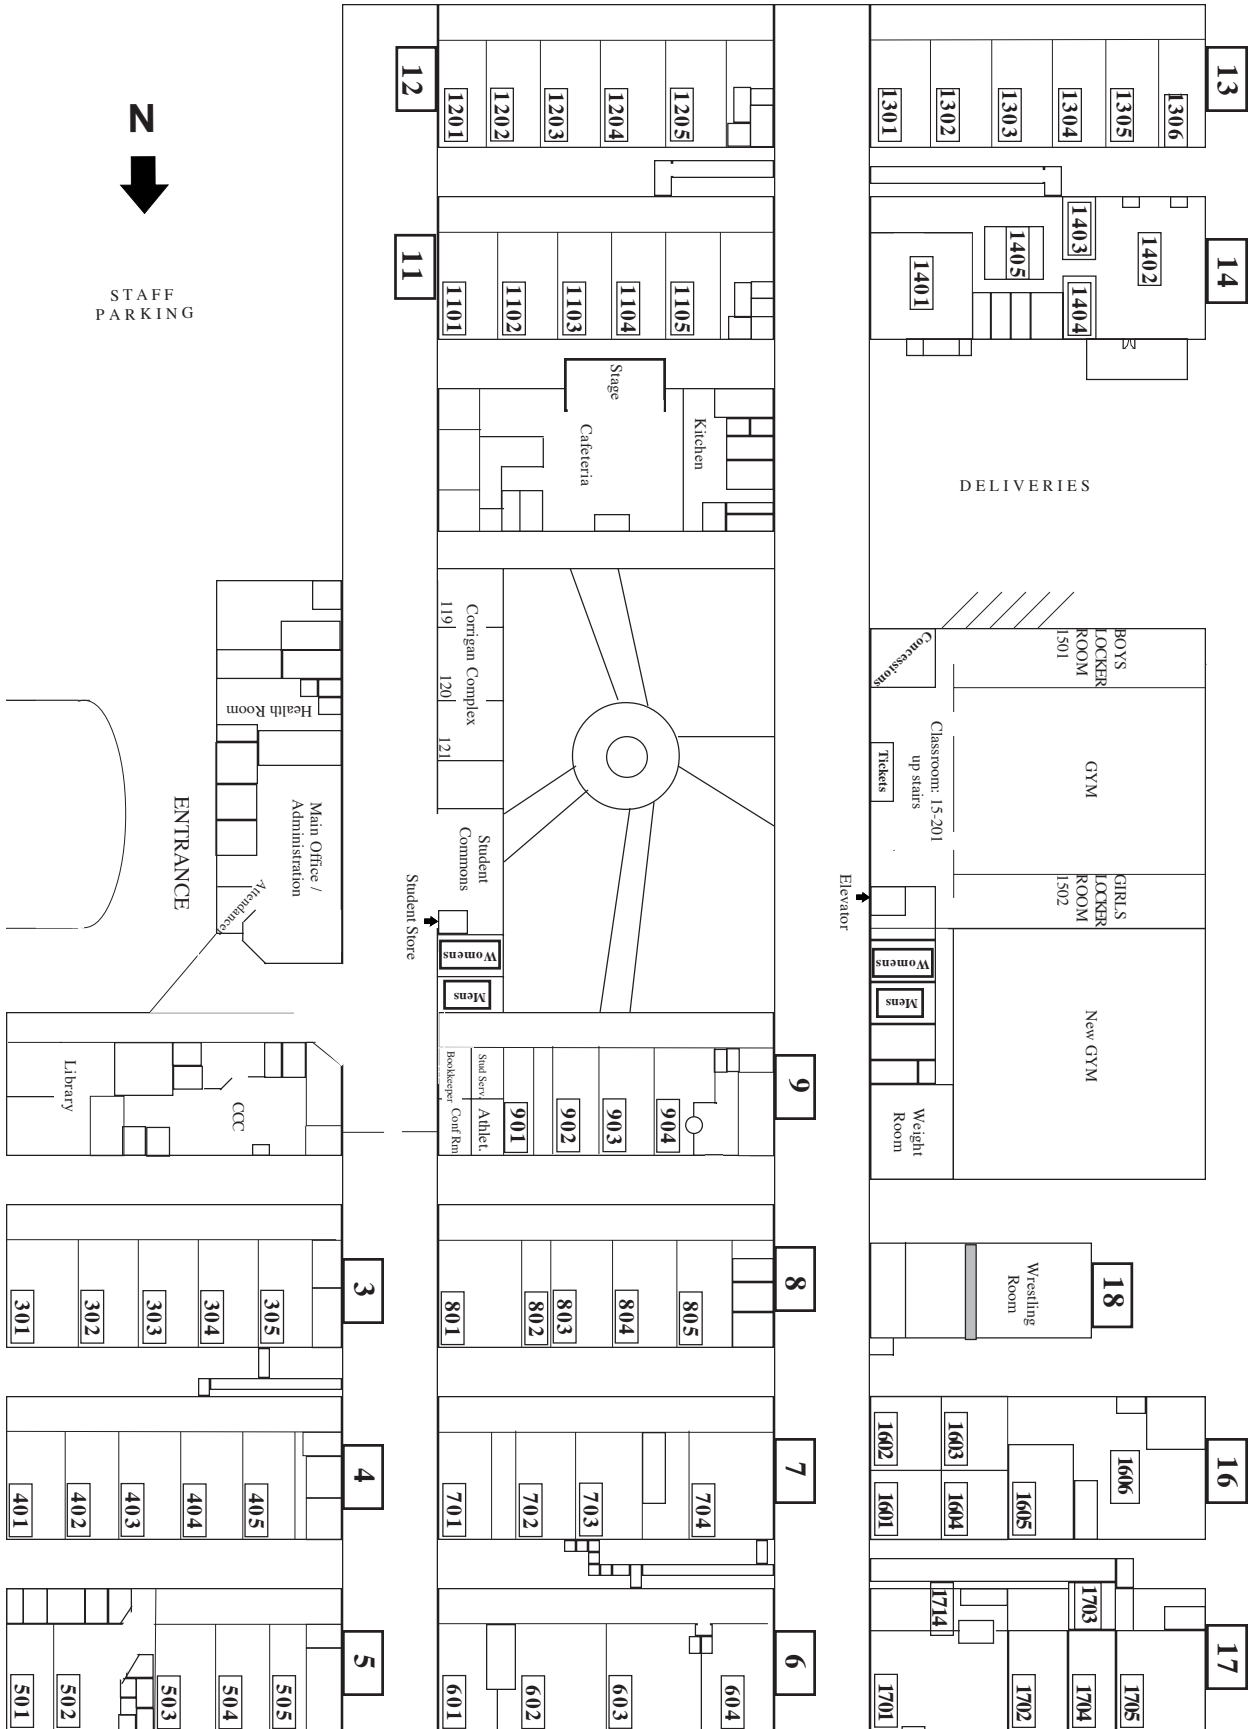 12
1201
1202
1203
1204
1205
13
1301
1302
1303
1304
1305
1306
N
STAFF
PARKING
11
1101
1102
1103
1104
1105
14
1401
1405
1403
1404
1402
Stage
Cafeteria
Kitchen
DELIVERIES
Corrigan Complex
119
120
121
Health Room
Main Office /
Administration
ENTRANCE
Attendance
Student
Commons
Student Store
Womens
Mens
Concessions
BOYS
LOCKER
ROOM
1501
Tickets
Classroom: 15-201
up stairs
GYM
Elevator
GIRLS
LOCKER
ROOM
1502
Womens
Mens
New GYM
Weight
Room
Library
CCC
Bookkeeper
Conf Rm
Stud Serv.
Athlet.
9
901
902
903
904
3
301
302
303
304
305
8
801
802
803
804
805
18
Wrestling
Room
4
401
402
403
404
405
7
701
702
703
704
16
1602
1603
1601
1604
1605
1606
5
501
502
503
504
505
6
601
602
603
604
17
1714
1703
1701
1702
1704
1705